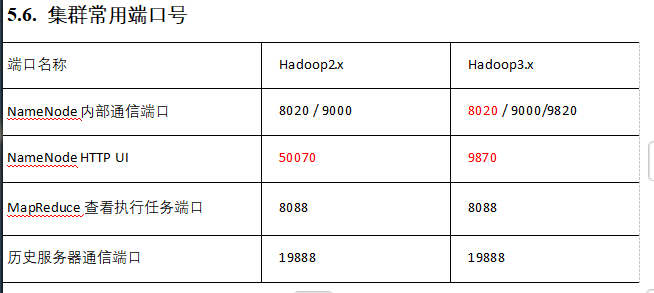 5.6. 集群常用端口号
端口名称 Hadoop2.x Hadoop3.x
NameNode 内部通信端口 8020 / 9000 8020 / 9000/9820
NameNode HTTP UI 50070 9870
MapReduce 查看执行任务端口 8088 8088
历史服务器通信端口 19888 19888